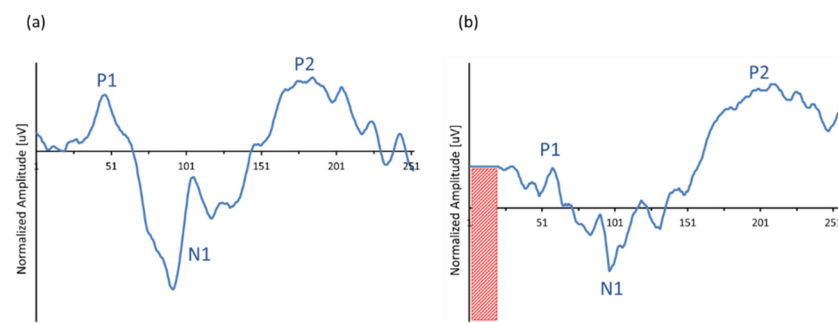 (a)
Normalized Amplitude [uV]
P1
P2
N1
1
51
101
151
201
251
(b)
Normalized Amplitude [uV]
P1
P2
N1
1
51
101
151
201
251